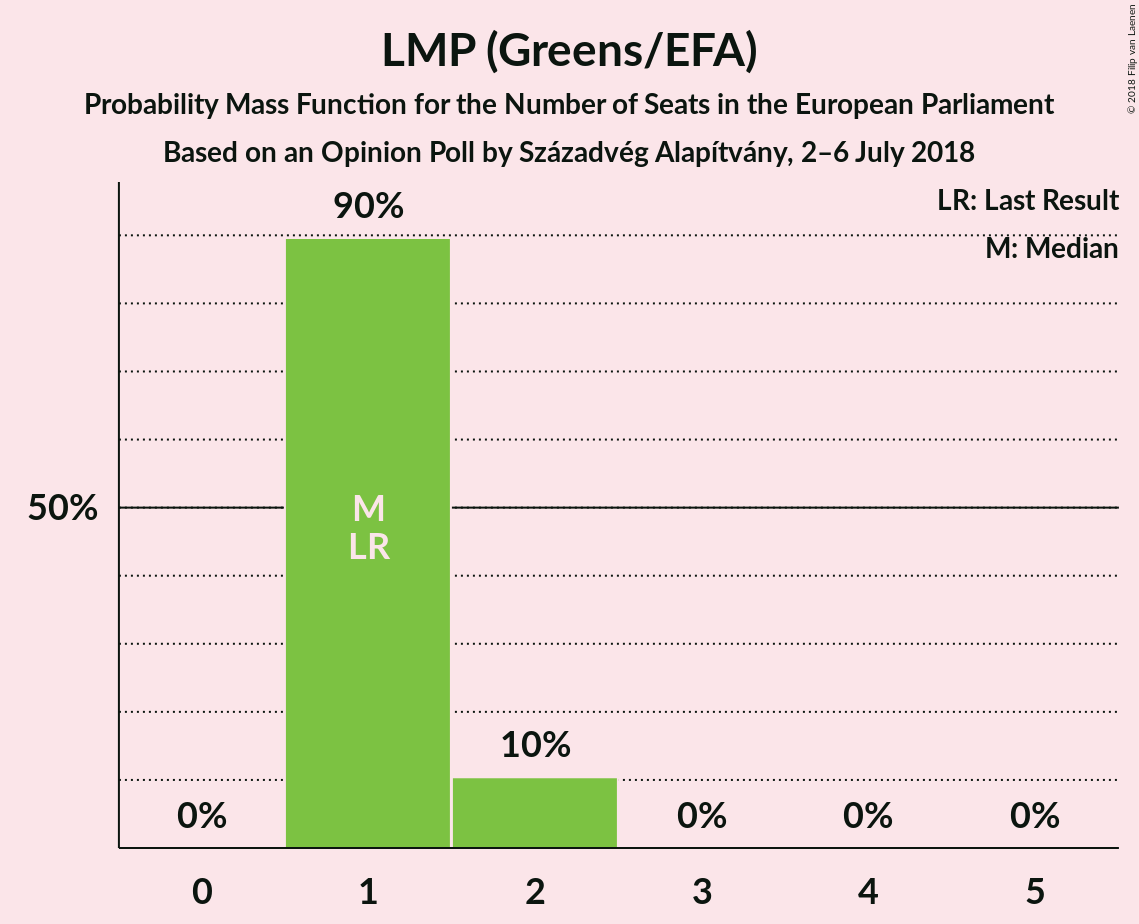 LMP (Greens/EFA)
Probability Mass Function for the Number of Seats in the European Parliament
Based on an Opinion Poll by Századvég Alapítvány, 2–6 July 2018
© 2018 Filip van Laenen
LR: Last Result
M: Median
90%
50%
M
LR
10%
0%
0%
0%
0%
0 1 2 3 4 5